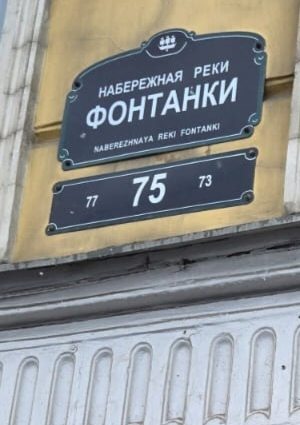 НАБЕРЕЖНАЯ РЕКИ
ФОНТАНКИ
NABEREZHNAYA REKI FONTANKI
77 75 73